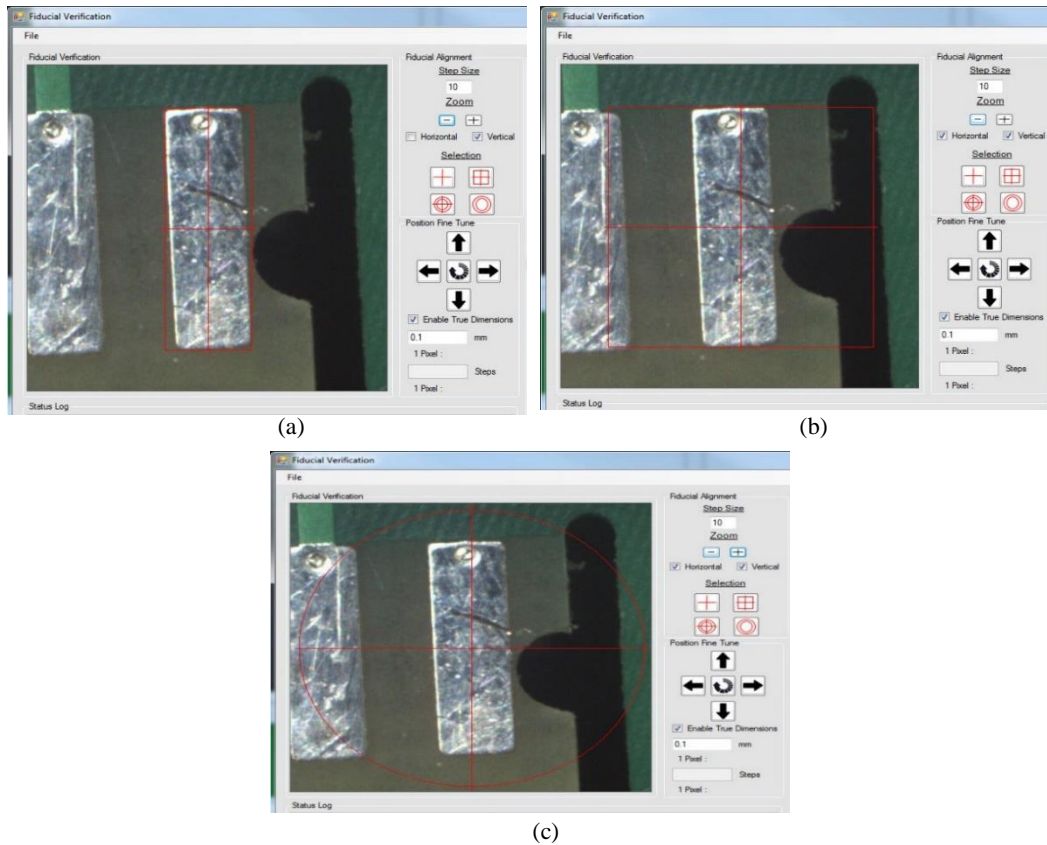 Fiducial Verification
File
Fiducial Verification
Fiducial Alignment
Step Size
10
Zoom
Horizontal Vertical
Selection
Position Fine Tune
Enable True Dimensions
0.1 mm
1 Pixel :
Steps
1 Pixel :
Status Log
(a)
Fiducial Verification
File
Fiducial Verification
Fiducial Alignment
Step Size
10
Zoom
Horizontal Vertical
Selection
Position Fine Tune
Enable True Dimensions
0.1 mm
1 Pixel :
Steps
1 Pixel :
Status Log
(b)
Fiducial Verification
File
Fiducial Verification
Fiducial Alignment
Step Size
10
Zoom
Horizontal Vertical
Selection
Position Fine Tune
Enable True Dimensions
0.1 mm
1 Pixel :
Steps
1 Pixel :
Status Log
(c)